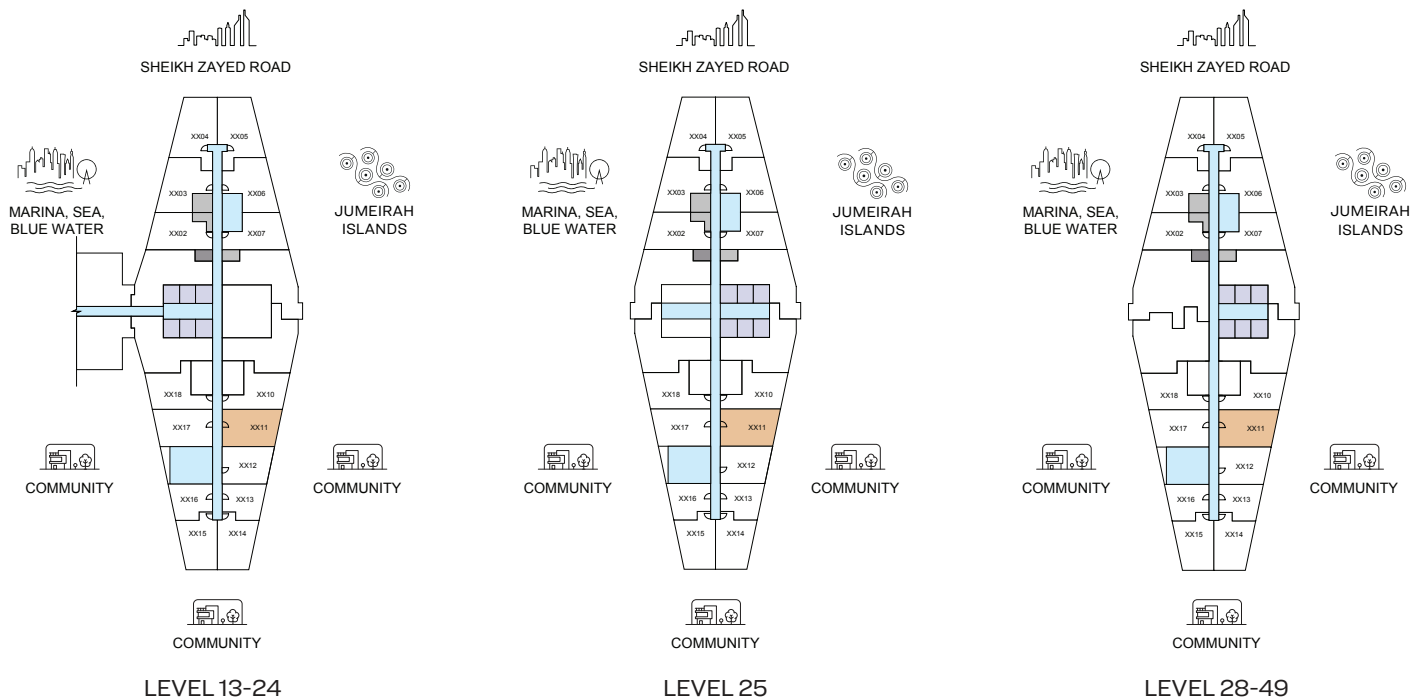 SHEIKH ZAYED ROAD
XX04 XX05
MARINA, SEA,
BLUE WATER
XX03 XX06
JUMEIRAH
ISLANDS
XX02 XX07
XX18 XX10
XX17 XX11
COMMUNITY
XX12
COMMUNITY
XX16 XX13
XX15 XX14
COMMUNITY
LEVEL 13-24
SHEIKH ZAYED ROAD
XX04 XX05
MARINA, SEA,
BLUE WATER
XX03 XX06
JUMEIRAH
ISLANDS
XX02 XX07
XX18 XX10
XX17 XX11
COMMUNITY
XX12
COMMUNITY
XX16 XX13
XX15 XX14
COMMUNITY
LEVEL 25
SHEIKH ZAYED ROAD
XX04 XX05
MARINA, SEA,
BLUE WATER
XX03 XX06
JUMEIRAH
ISLANDS
XX02 XX07
XX18 XX10
XX17 XX11
COMMUNITY
XX12
COMMUNITY
XX16 XX13
XX15 XX14
COMMUNITY
LEVEL 28-49